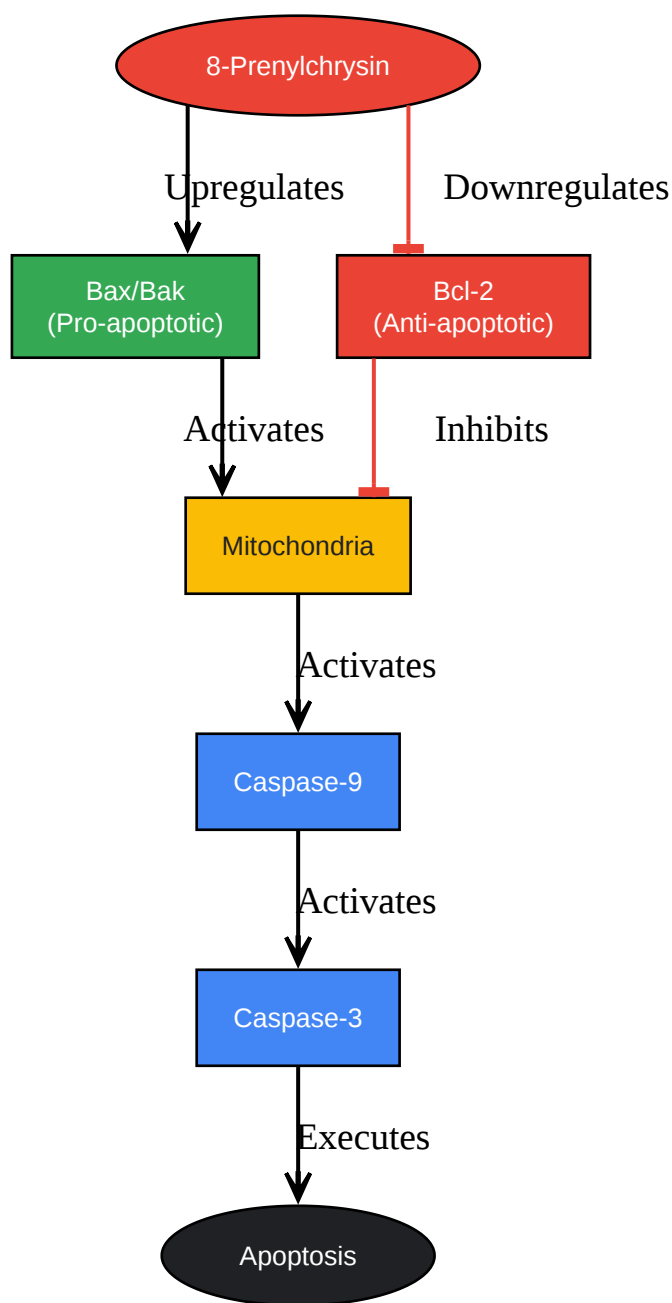 8-Prenylchrysin
Upregulates
Downregulates
Bax/Bak
(Pro-apoptotic)
Bcl-2
(Anti-apoptotic)
Activates
Inhibits
Mitochondria
Activates
Caspase-9
Activates
Caspase-3
Executes
Apoptosis